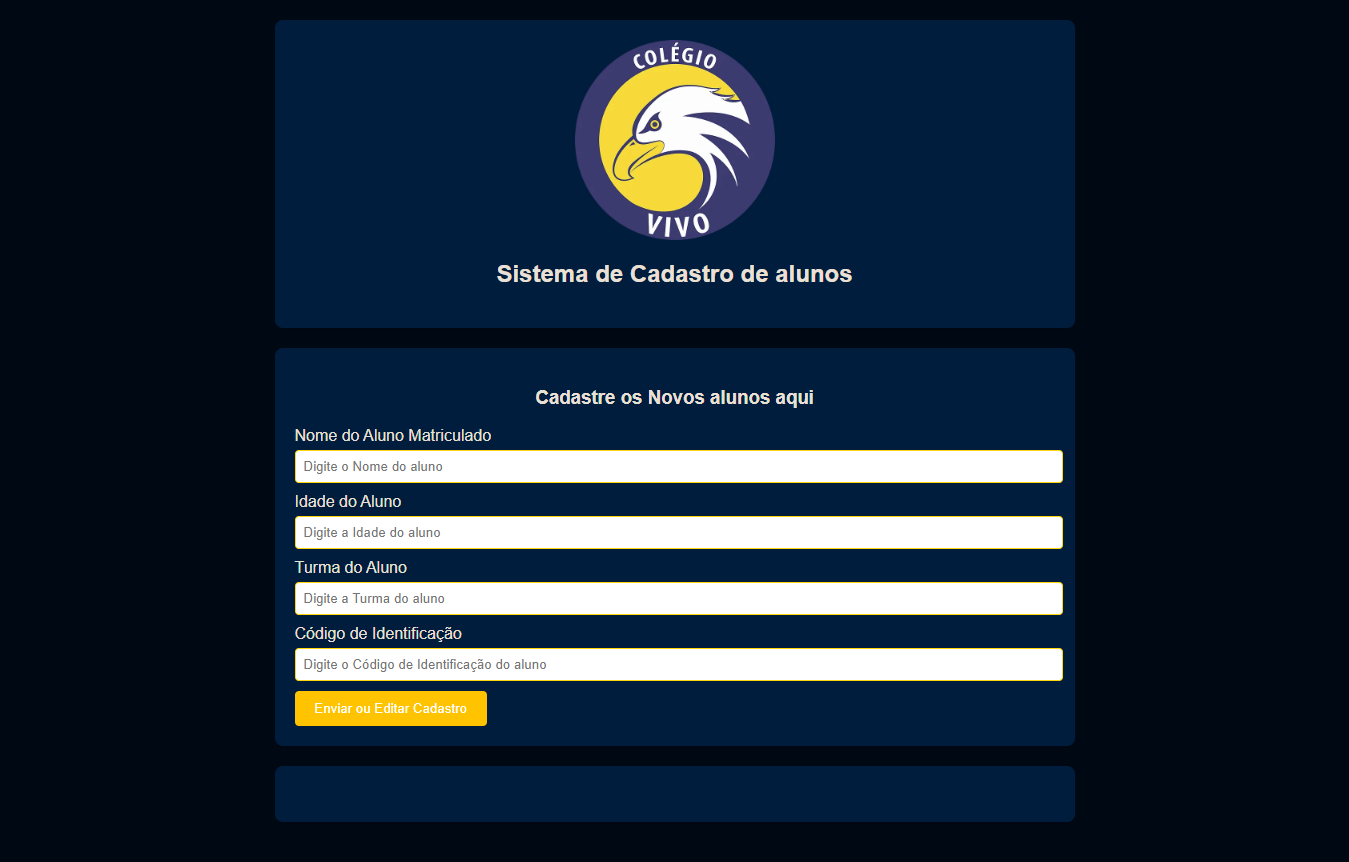 COLÉGIO
VIVO
Sistema de Cadastro de alunos
Cadastre os Novos alunos aqui
Nome do Aluno Matriculado
Digite o Nome do aluno
Idade do Aluno
Digite a Idade do aluno
Turma do Aluno
Digite a Turma do aluno
Código de Identificação
Digite o Código de Identificação do aluno
Enviar ou Editar Cadastro